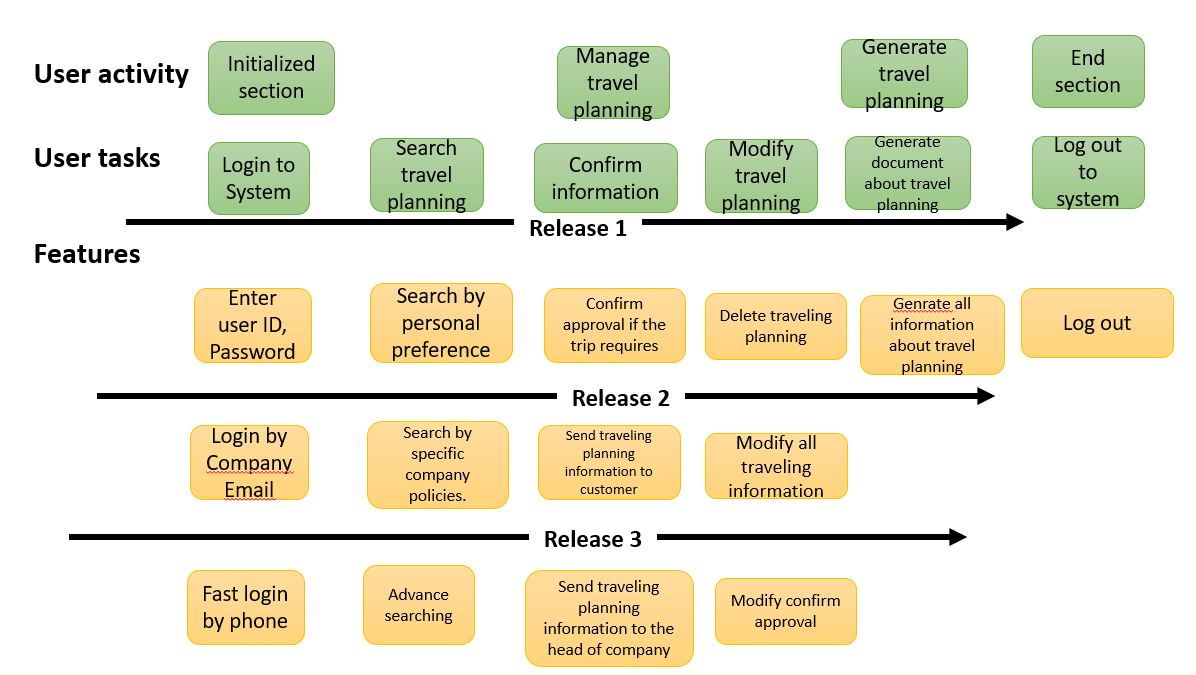 User activity
Initialized
section
Manage
travel
planning
Generate
travel
planning
End
section
User tasks
Login to
System
Search
travel
planning
Confirm
information
Modify
travel
planning
Generate
document
about travel
planning
Log out
to
system
Release 1
Features
Enter
user ID,
Password
Search by
personal
preference
Confirm
approval if the
trip requires
Delete traveling
planning
Genrate all
information
about travel
planning
Log out
Release 2
Login by
Company
Email
Search by
specific
company
policies.
Send traveling
planning
information to
customer
Modify all
traveling
information
Release 3
Fast login
by phone
Advance
searching
Send traveling
planning
information to the
head of company
Modify confirm
approval